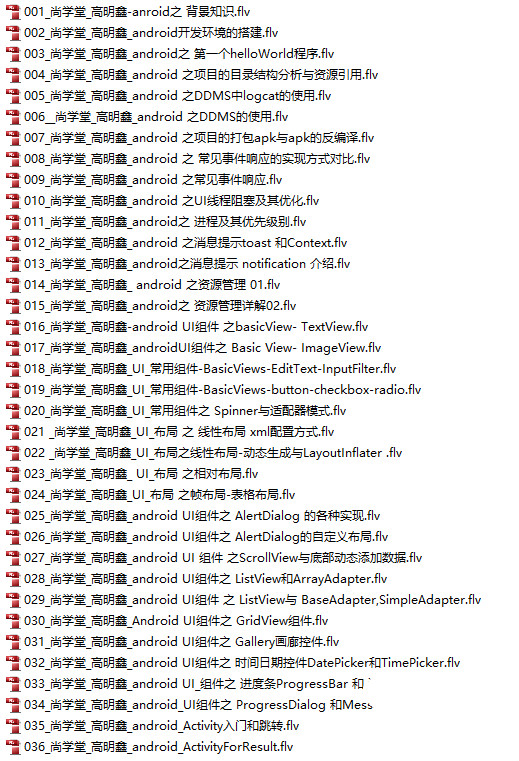 001_尚学堂_高明鑫-anroid之 背景知识.flv
002_尚学堂_高明鑫_android开发环境的搭建.flv
003_尚学堂_高明鑫_android之 第一个helloWorld程序.flv
004_尚学堂_高明鑫_android 之项目的目录结构分析与资源引用.flv
005_尚学堂_高明鑫_android 之DDMS中logcat的使用.flv
006__尚学堂_高明鑫_android 之DDMS的使用.flv
007_尚学堂_高明鑫_android 之项目的打包apk与apk的反编译.flv
008_尚学堂_高明鑫_android 之 常见事件响应的实现方式对比.flv
009_尚学堂_高明鑫_android 之常见事件响应.flv
010_尚学堂_高明鑫_android 之UI线程阻塞及其优化.flv
011_尚学堂_高明鑫_android之 进程及其优先级别.flv
012_尚学堂_高明鑫_android之消息提示toast 和Context.flv
013_尚学堂_高明鑫_android之消息提示 notification 介绍.flv
014_尚学堂_高明鑫_ android 之资源管理 01.flv
015_尚学堂_高明鑫_android之 资源管理详解02.flv
016_尚学堂_高明鑫-android UI组件 之basicView- TextView.flv
017_尚学堂_高明鑫_androidUI组件之 Basic View- ImageView.flv
018_尚学堂_高明鑫_UI_常用组件-BasicViews-EditText-InputFilter.flv
019_尚学堂_高明鑫_UI_常用组件-BasicViews-button-checkbox-radio.flv
020_尚学堂_高明鑫_UI_常用组件之 Spinner与适配器模式.flv
021 _尚学堂_高明鑫_UI_布局 之 线性布局 xml配置方式.flv
022 _尚学堂_高明鑫_UI_布局之线性布局-动态生成与LayoutInflater .flv
023_尚学堂_高明鑫_ UI_布局 之相对布局.flv
024_尚学堂_高明鑫_UI_布局 之帧布局-表格布局.flv
025_尚学堂_高明鑫_android UI组件之 AlertDialog 的各种实现.flv
026_尚学堂_高明鑫_android UI组件之 AlertDialog的自定义布局.flv
027_尚学堂_高明鑫_android UI 组件 之ScrollView与底部动态添加数据.flv
028_尚学堂_高明鑫_android UI组件之 ListView和ArrayAdapter.flv
029_尚学堂_高明鑫_android UI组件 之 ListView与 BaseAdapter,SimpleAdapter.flv
030_尚学堂_高明鑫_Android UI组件之 GridView组件.flv
031_尚学堂_高明鑫_android UI组件之 Gallery画廊控件.flv
032_尚学堂_高明鑫_android UI组件之 时间日期控件DatePicker和TimePicker.flv
033_尚学堂_高明鑫_android UI_组件之 进度条ProgressBar 和
034_尚学堂_高明鑫_android_UI组件之 ProgressDialog 和Mess
035_尚学堂_高明鑫_android_Activity入门和跳转.flv
036_尚学堂_高明鑫_android_ActivityForResult.flv